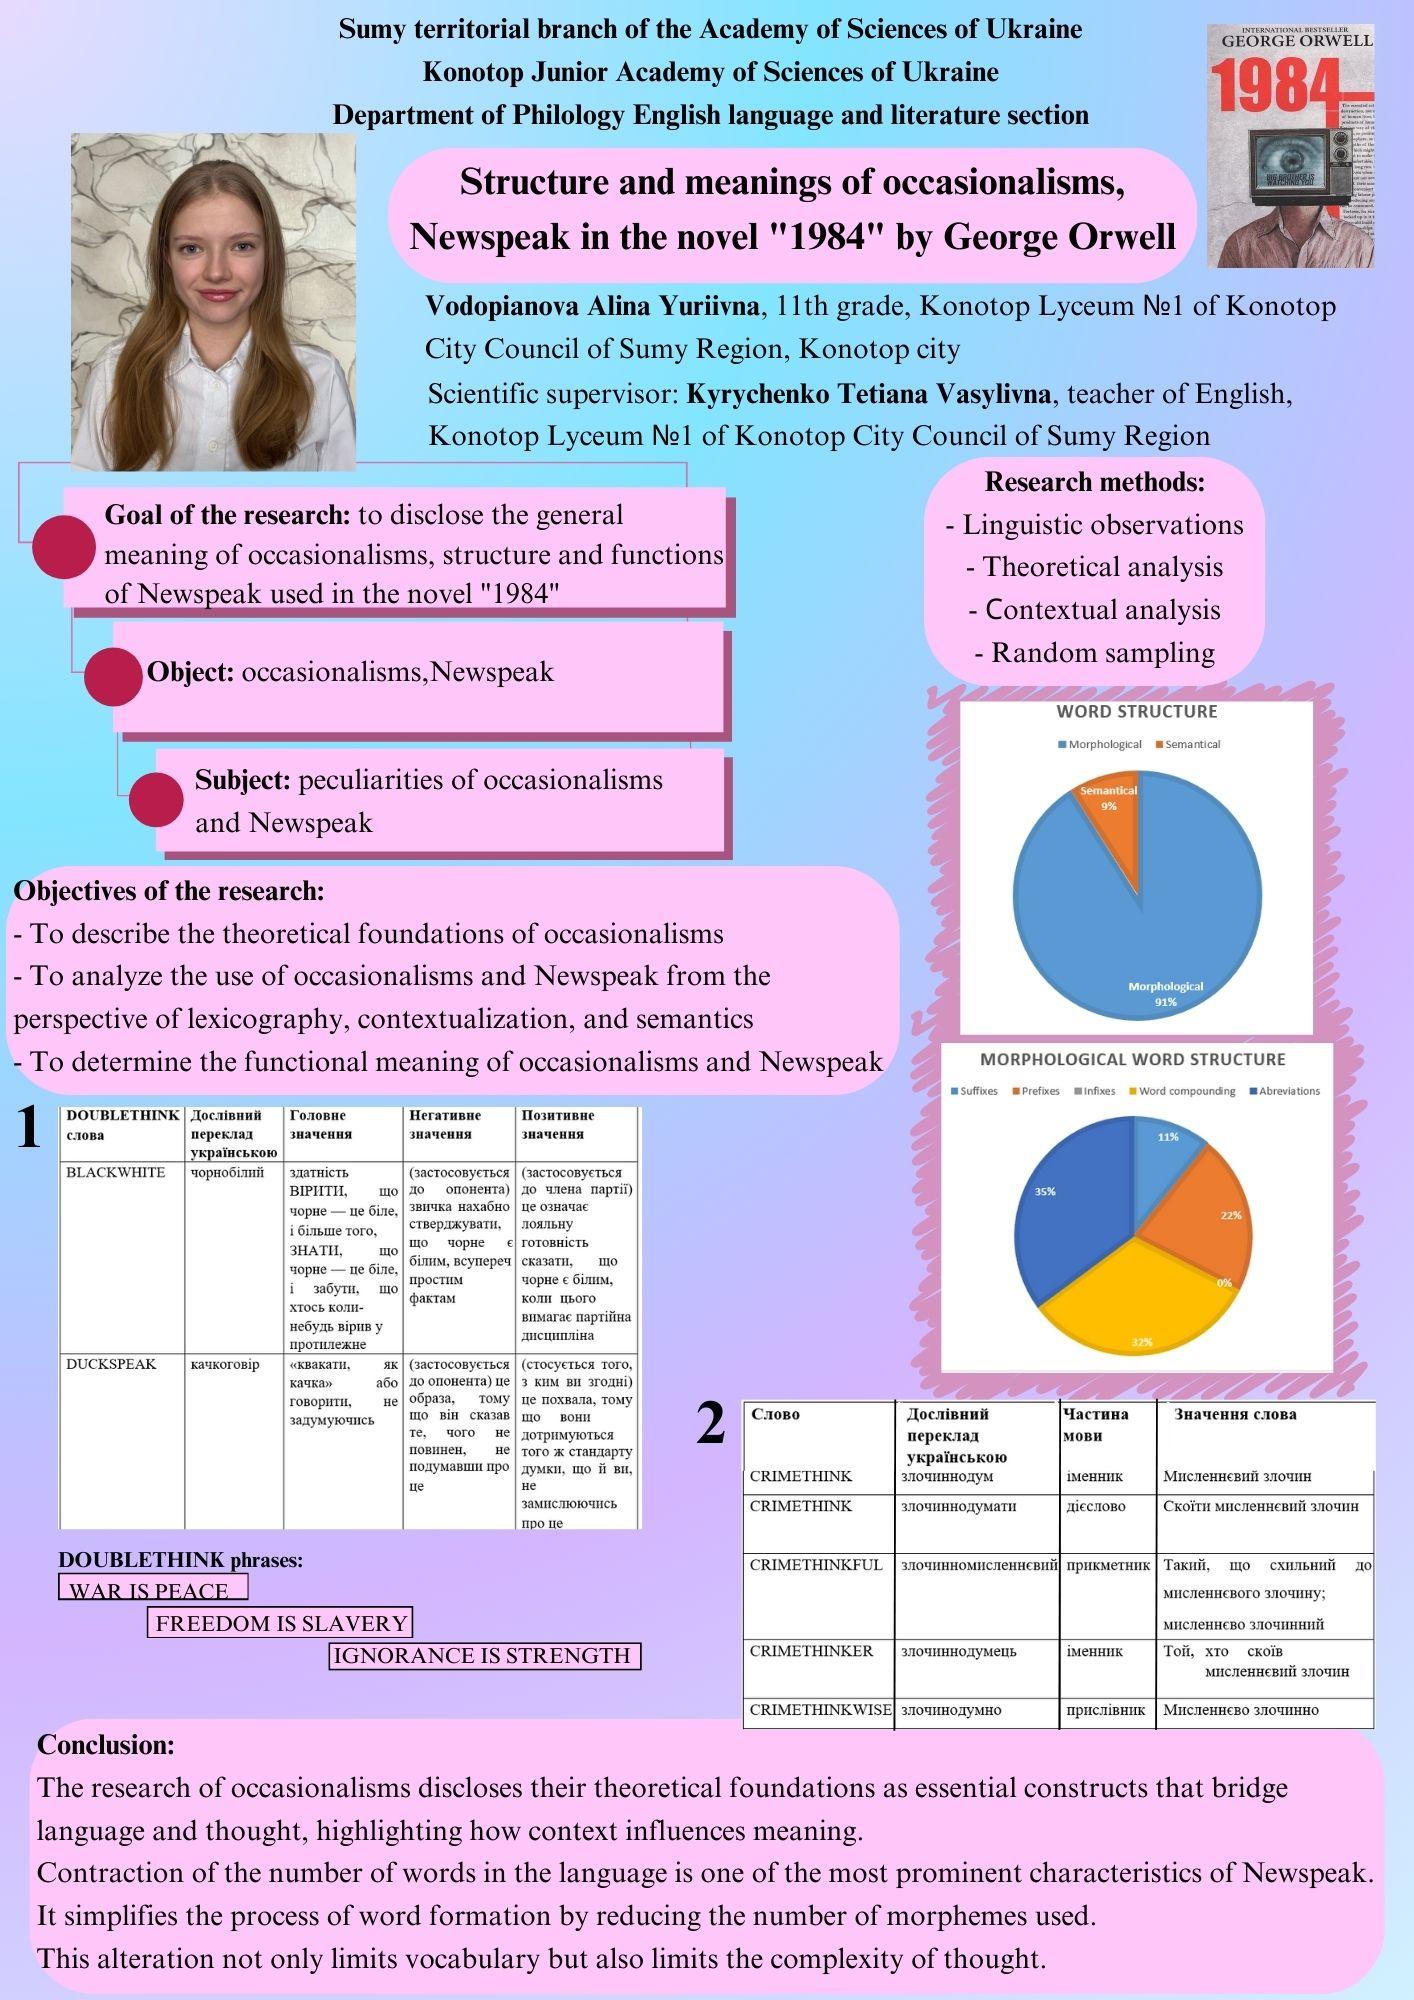 Sumy territorial branch of the Academy of Sciences of Ukraine
Konotop Junior Academy of Sciences of Ukraine
Department of Philology English language and literature section
INTERNATIONAL BESTSELLER
GEORGE ORWELL
1984
BIG BROTHER IS
WATCHING YOU
Structure and meanings of occasionalisms,
Newspeak in the novel "1984" by George Orwell
Vodopianova Alina Yuriivna, 11th grade, Konotop Lyceum №1 of Konotop
City Council of Sumy Region, Konotop city
Scientific supervisor: Kyrychenko Tetiana Vasylivna, teacher of English,
Konotop Lyceum №1 of Konotop City Council of Sumy Region
Goal of the research: to disclose the general
meaning of occasionalisms, structure and functions
of Newspeak used in the novel "1984"
Object: occasionalisms,Newspeak
Subject: peculiarities of occasionalisms
and Newspeak
Research methods:
- Linguistic observations
- Theoretical analysis
- Contextual analysis
- Random sampling
WORD STRUCTURE
Morphological Semantical
Semantical
9%
Morphological
91%
Objectives of the research:
- To describe the theoretical foundations of occasionalisms
- To analyze the use of occasionalisms and Newspeak from the
perspective of lexicography, contextualization, and semantics
- To determine the functional meaning of occasionalisms and Newspeak
MORPHOLOGICAL WORD STRUCTURE
Suffixes Prefixes Infixes Word compounding Abreviations
11%
22%
0%
32%
35%
1
DOUBLETHINK
слова
Дослівний
переклад
українською
Головне
значення
Негативне
значення
Позитивне
значення
BLACKWHITE
чорнобілий
здатність
ВІРИТИ, що
чорне — це біле,
і більше того,
ЗНАТИ, що
чорне — це біле,
і забути, що
хтось коли-
небудь вірив у
протилежне
(застосовується
до опонента)
звичка нахабно
стверджувати,
що чорне є
білим, всупереч
простим
фактам
(застосовується
до члена партії)
це означає
лояльну
готовність
сказати, що
чорне є білим,
коли цього
вимагає партійна
дисципліна
DUCKSPEAK
качкоговір
«квакати, як
качка» або
говорити, не
задумуючись
(застосовується
до опонента) це
образа, тому
що він сказав
те, чого не
повинен, не
подумавши про
це
(стосується того,
з ким ви згодні)
це похвала, тому
що вони
дотримуються
того ж стандарту
думки, що й ви,
не
замислюючись
про це
DOUBLETHINK phrases:
WAR IS PEACE
FREEDOM IS SLAVERY
IGNORANCE IS STRENGTH
2
Слово
Дослівний
переклад
українською
Частина
мови
Значення слова
CRIMETHINK злочиннодум іменник Мисленнєвий злочин
CRIMETHINK злочиннодумати дієслово Скоїти мисленнєвий злочин
CRIMETHINKFUL злочинномисленнєвий прикметник Такий, що схильний до
мисленнєвого злочину;
мисленнєво злочинний
CRIMETHINKER злочиннодумець іменник Той, хто скоїв
мисленнєвий злочин
CRIMETHINKWISE злочинодумно прислівник Мисленнєво злочинно
Conclusion:
The research of occasionalisms discloses their theoretical foundations as essential constructs that bridge
language and thought, highlighting how context influences meaning.
Contraction of the number of words in the language is one of the most prominent characteristics of Newspeak.
It simplifies the process of word formation by reducing the number of morphemes used.
This alteration not only limits vocabulary but also limits the complexity of thought.